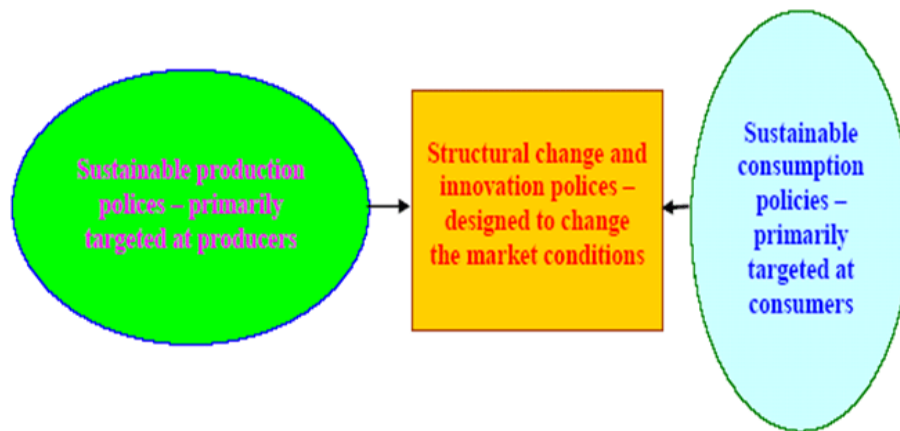 Sustainable production
polices – primarily
targeted at producers
Structural change and
innovation polices –
designed to change
the market conditions
Sustainable
consumption
policies –
primarily
targeted at
consumers